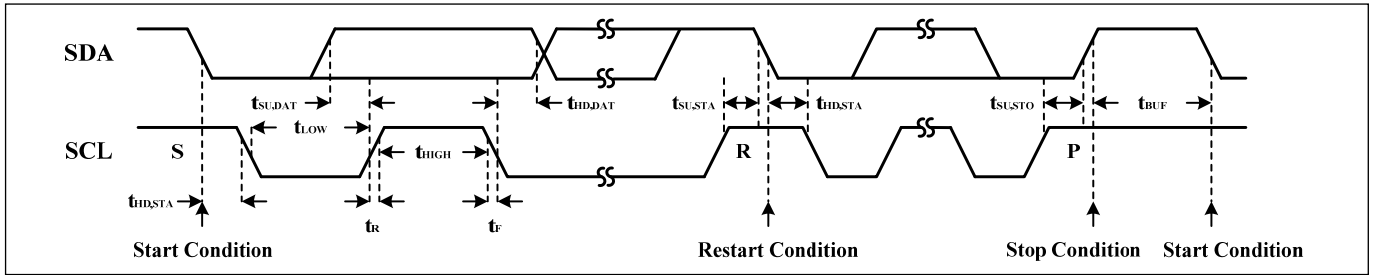 SDA
tSU,DAT
tHD,DAT
tSU,STA
tHD,STA
tSU,STO
tBUF
tLOW
SCL
S
tHIGH
R
P
tHD,STA
tR
tF
Start Condition
Restart Condition
Stop Condition
Start Condition